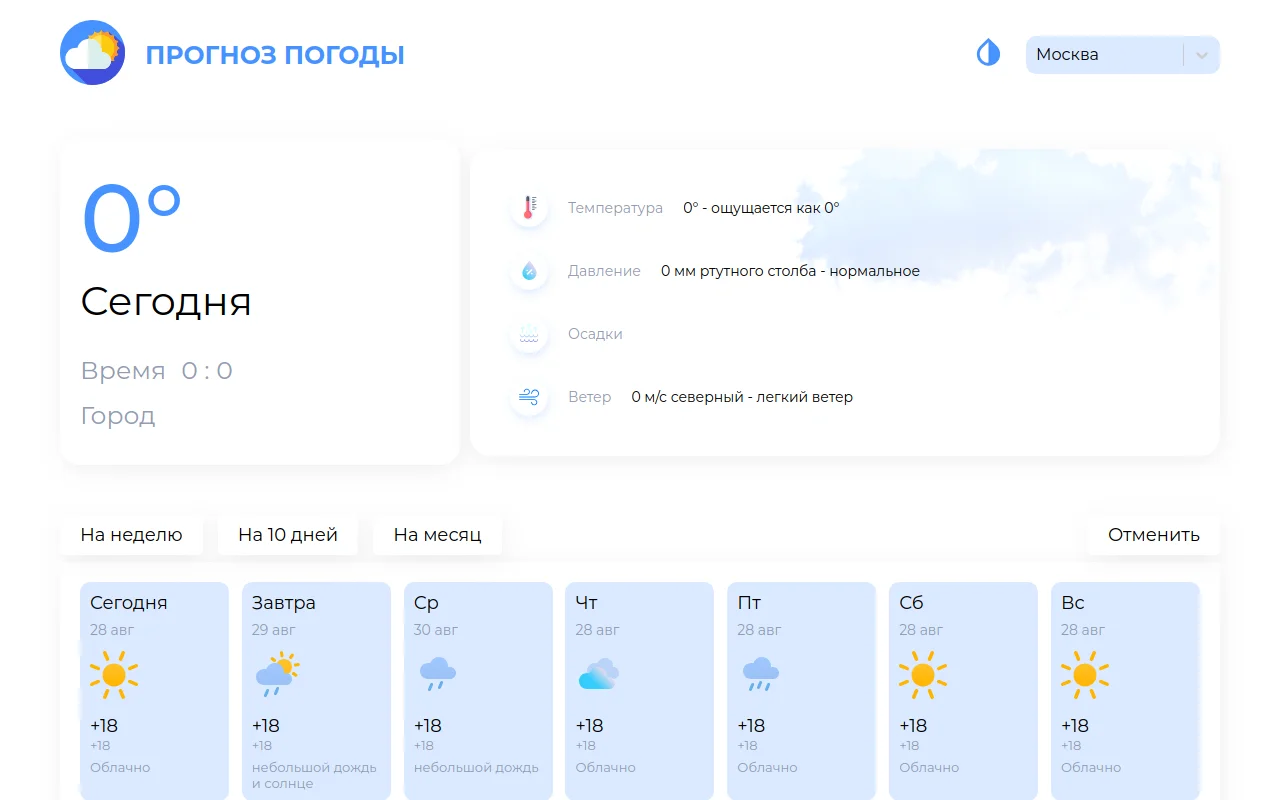 ПРОГНОЗ ПОГОДЫ
Москва
0°
Сегодня
Время 0 : 0
Город
Температура 0° - ощущается как 0°
Давление 0 мм ртутного столба - нормальное
Осадки
Ветер 0 м/с северный - легкий ветер
На неделю На 10 дней На месяц Отменить
Сегодня
28 авг
+18
+18
Облачно
Завтра
29 авг
+18
+18
небольшой дождь
и солнце
Ср
30 авг
+18
+18
небольшой дождь
Чт
28 авг
+18
+18
Облачно
Пт
28 авг
+18
+18
Облачно
Сб
28 авг
+18
+18
Облачно
Вс
28 авг
+18
+18
Облачно